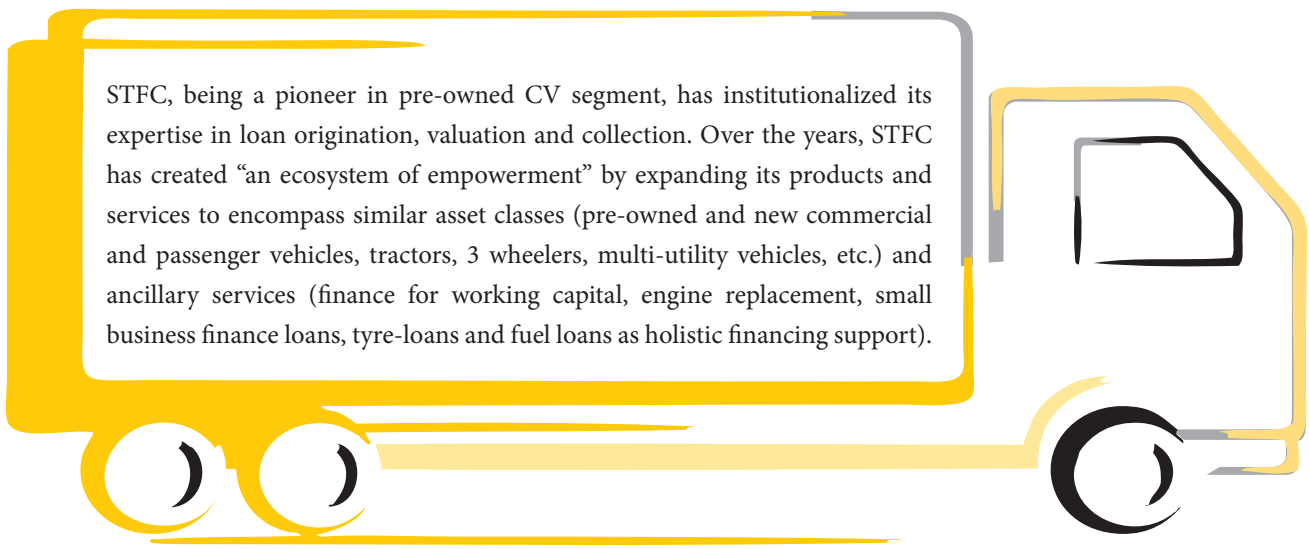 STFC, being a pioneer in pre-owned CV segment, has institutionalized its
expertise in loan origination, valuation and collection. Over the years, STFC
has created “an ecosystem of empowerment” by expanding its products and
services to encompass similar asset classes (pre-owned and new commercial
and passenger vehicles, tractors, 3 wheelers, multi-utility vehicles, etc.) and
ancillary services (finance for working capital, engine replacement, small
business finance loans, tyre-loans and fuel loans as holistic financing support).